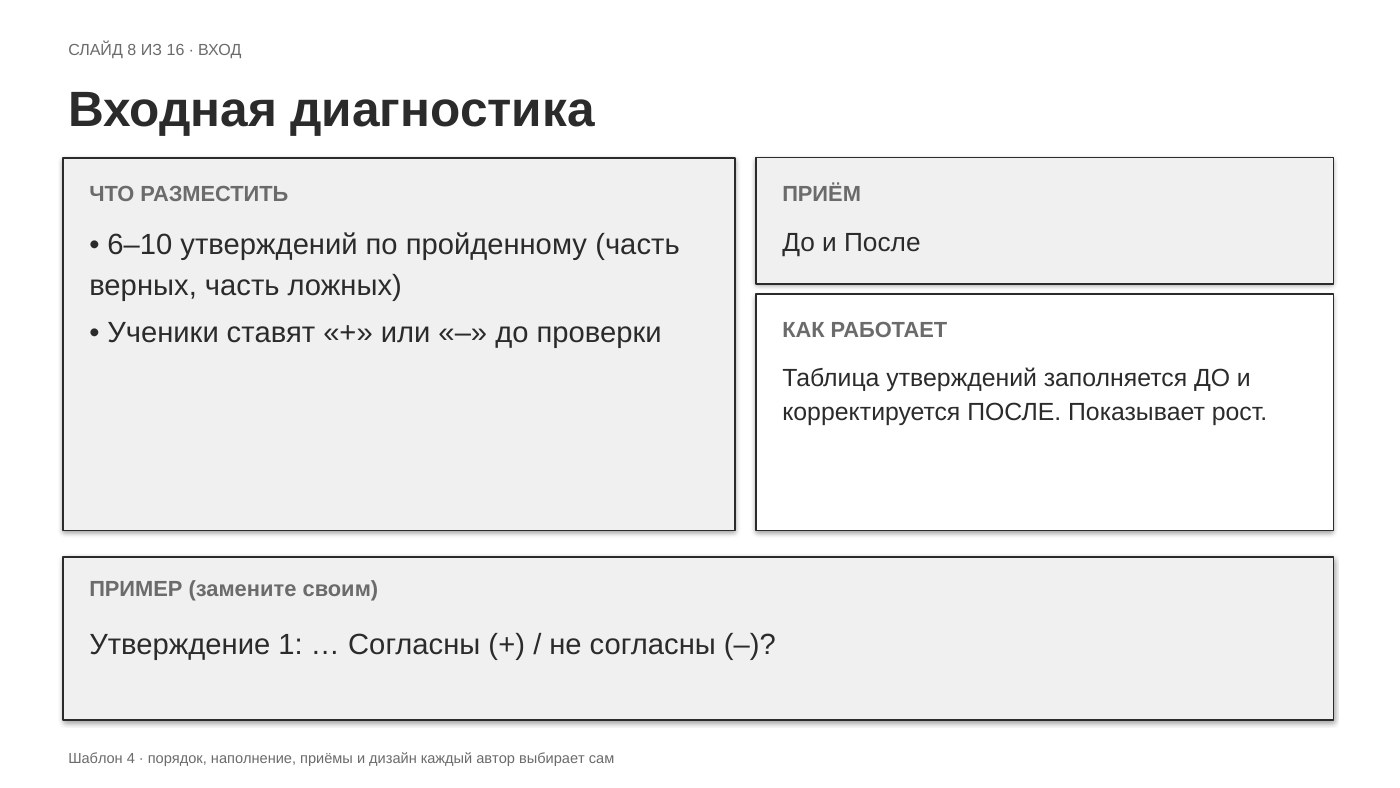 СЛАЙД 8 ИЗ 16 · ВХОД
Входная диагностика
ЧТО РАЗМЕСТИТЬ
• 6–10 утверждений по пройденному (часть
верных, часть ложных)
• Ученики ставят «+» или «–» до проверки
ПРИЁМ
До и После
КАК РАБОТАЕТ
Таблица утверждений заполняется ДО и
корректируется ПОСЛЕ. Показывает рост.
ПРИМЕР (замените своим)
Утверждение 1: … Согласны (+) / не согласны (–)?
Шаблон 4 · порядок, наполнение, приёмы и дизайн каждый автор выбирает сам